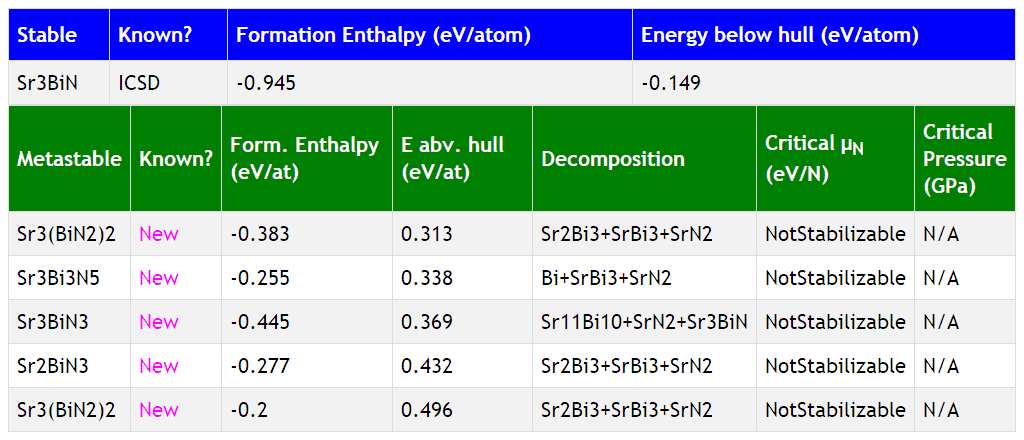 Stable Known? Formation Enthalpy (eV/atom) Energy below hull (eV/atom)
Sr3BiN ICSD -0.945 -0.149
Metastable Known? Form. Enthalpy (eV/at) E abv. hull (eV/at) Decomposition Critical μN (eV/N) Critical Pressure (GPa)
Sr3(BiN2)2 New -0.383 0.313 Sr2Bi3+SrBi3+SrN2 NotStabilizable N/A
Sr3Bi3N5 New -0.255 0.338 Bi+SrBi3+SrN2 NotStabilizable N/A
Sr3BiN3 New -0.445 0.369 Sr11Bi10+SrN2+Sr3BiN NotStabilizable N/A
Sr2BiN3 New -0.277 0.432 Sr2Bi3+SrBi3+SrN2 NotStabilizable N/A
Sr3(BiN2)2 New -0.2 0.496 Sr2Bi3+SrBi3+SrN2 NotStabilizable N/A